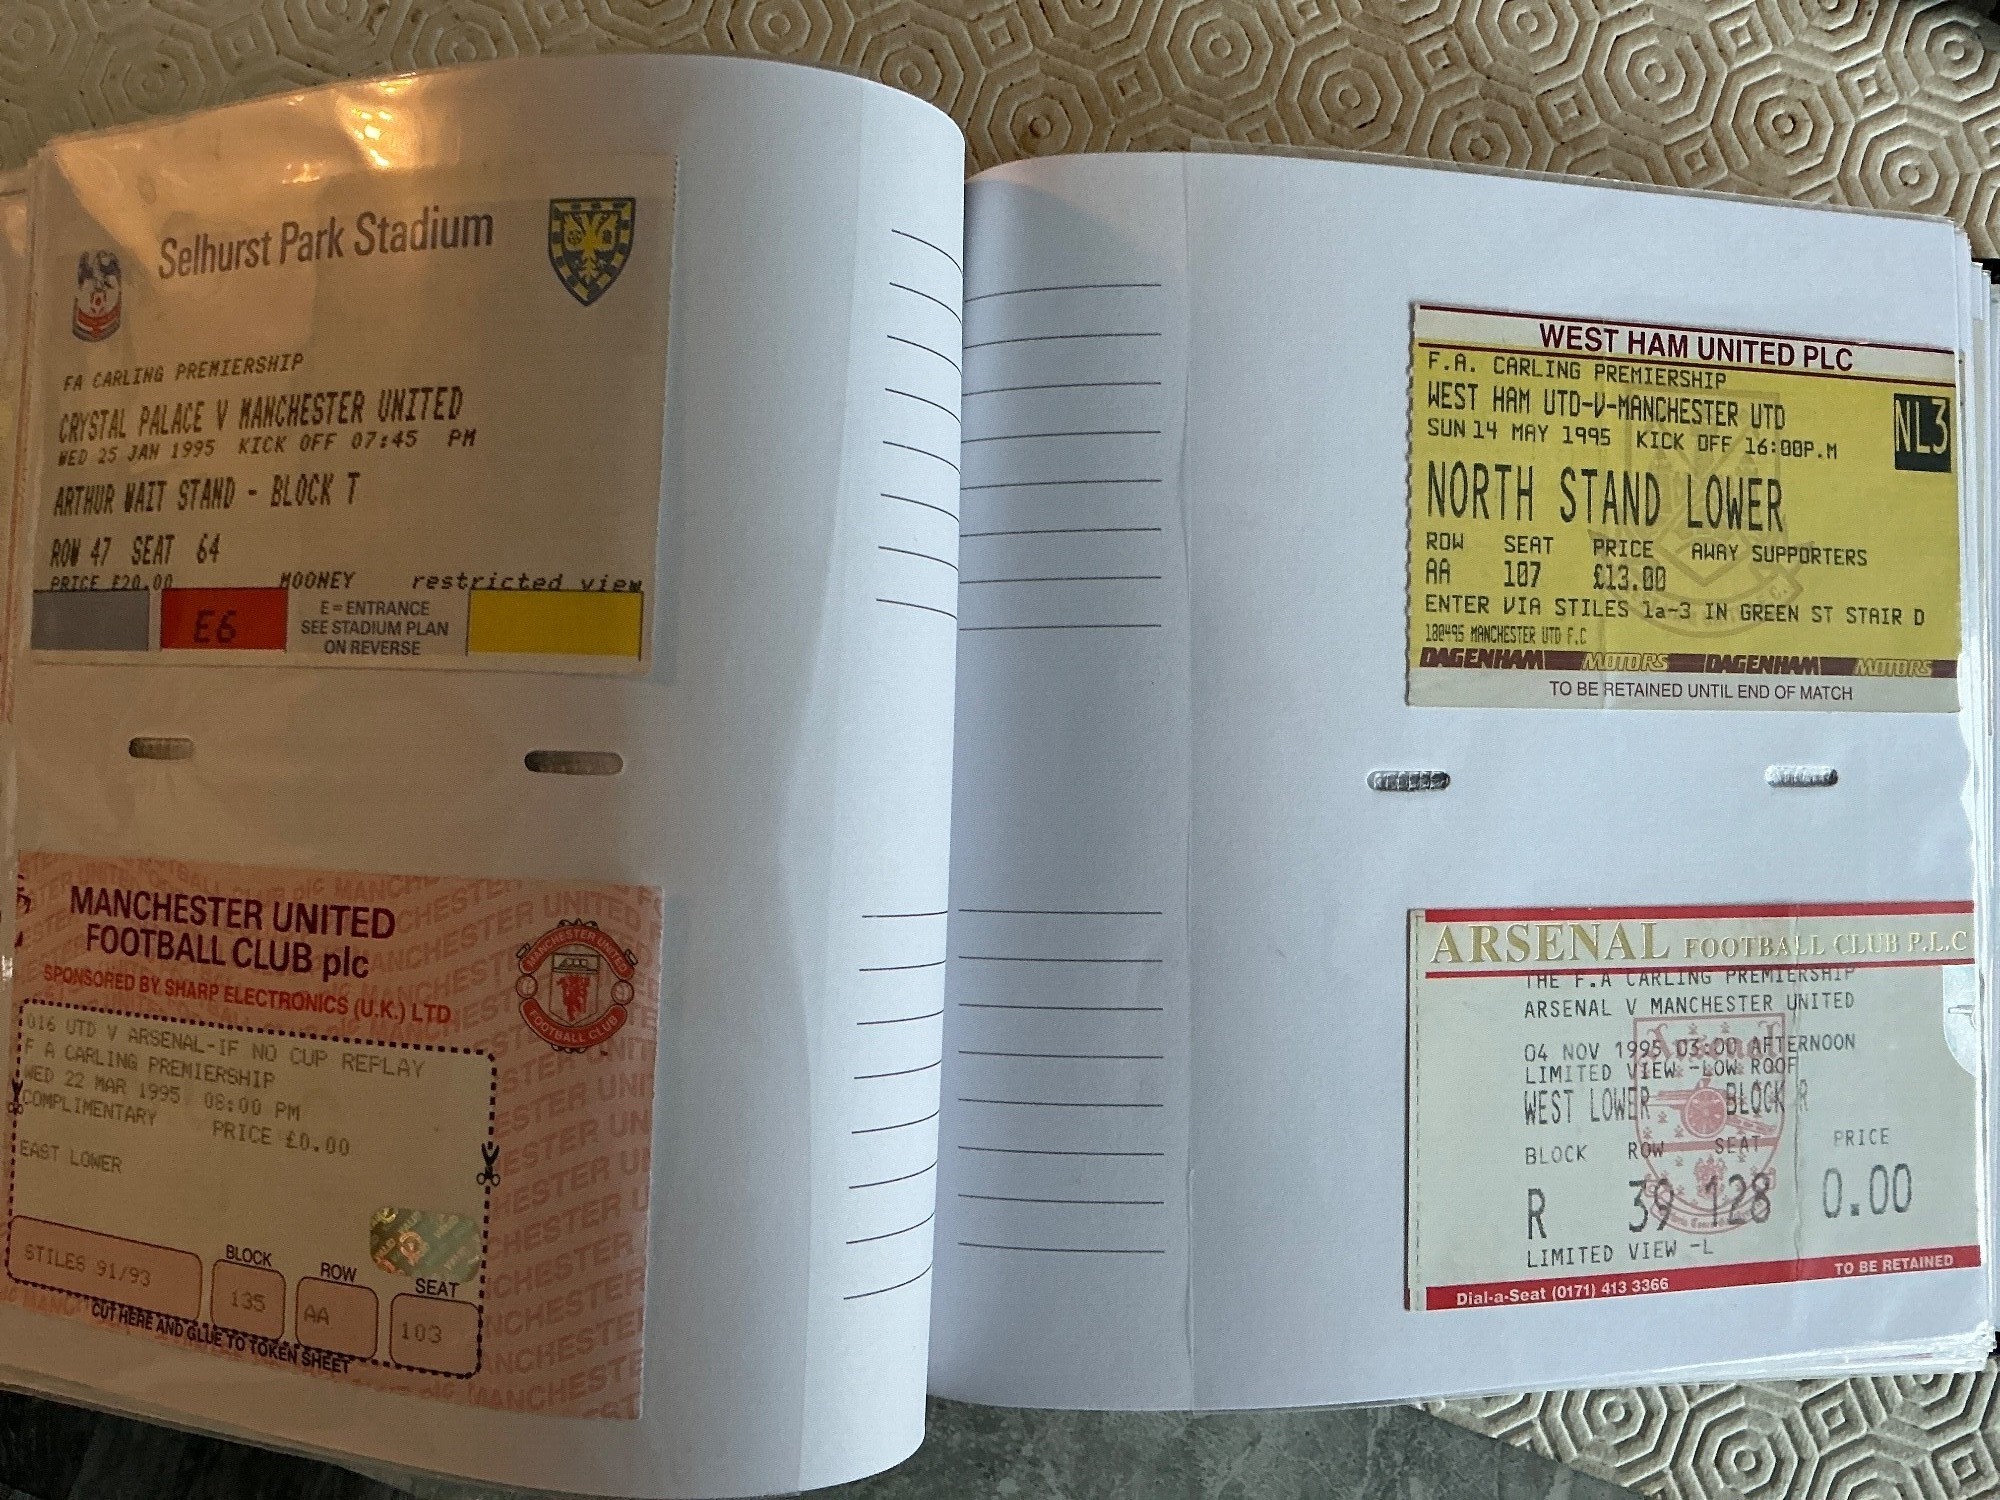 Selhurst Park Stadium
FA CARLING PREMIERSHIP
CRYSTAL PALACE V MANCHESTER UNITED
WED 25 JAN 1995 KICK OFF 07:45 PM
ARTHUR WAIT STAND - BLOCK T
ROW 47 SEAT 64
PRICE £20.00 MOONEY restricted view
E6
E = ENTRANCE
SEE STADIUM PLAN
ON REVERSE
MANCHESTER UNITED
FOOTBALL CLUB plc
SPONSORED BY SHARP ELECTRONICS (U.K.) LTD
MANCHESTER UNITED
FOOTBALL CLUB
016 UTD V ARSENAL-IF NO CUP REPLAY
F A CARLING PREMIERSHIP
WED 22 MAR 1995 08:00 PM
COMPLIMENTARY PRICE £0.00
EAST LOWER
STILES 91/93
BLOCK ROW SEAT
135 AA 103
CUT HERE AND GLUE TO TOKEN SHEET
WEST HAM UNITED PLC
F.A. CARLING PREMIERSHIP
WEST HAM UTD-V-MANCHESTER UTD
SUN 14 MAY 1995 KICK OFF 16:00P.M
NL3
NORTH STAND LOWER
ROW SEAT PRICE AWAY SUPPORTERS
AA 107 £13.00
ENTER VIA STILES 1a-3 IN GREEN ST STAIR D
180495 MANCHESTER UTD F.C
DAGENHAM MOTORS DAGENHAM MOTORS
TO BE RETAINED UNTIL END OF MATCH
ARSENAL FOOTBALL CLUB P.L.C
THE F.A CARLING PREMIERSHIP
ARSENAL V MANCHESTER UNITED
04 NOV 1995 03:00 AFTERNOON
LIMITED VIEW -LOW ROOF
WEST LOWER BLOCK R
BLOCK ROW SEAT PRICE
R 39 128 0.00
LIMITED VIEW -L
Dial-a-Seat (0171) 413 3366 TO BE RETAINED